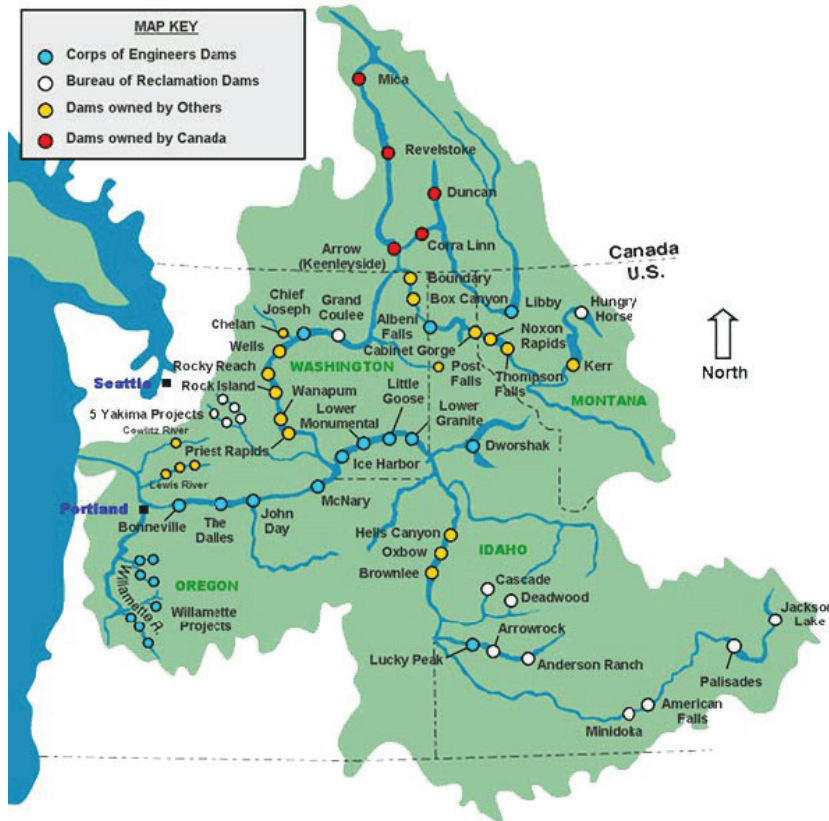 MAP KEY
Corps of Engineers Dams
Bureau of Reclamation Dams
Dams owned by Others
Dams owned by Canada
Mica
Revelstoke
Duncan
Corra Linn
Arrow
(Keenleyside)
Canada
U.S.
Boundary
Box Canyon
Libby
Hungry
Horse
Chief
Joseph
Grand
Coulee
Albeni
Falls
Noxon
Rapids
Chelan
Wells
Cabinet Gorge
Kerr
North
Rocky Reach
WASHINGTON
Post
Falls
Thompson
Falls
Seattle
Rock Island
Wanapum
Little
Goose
MONTANA
5 Yakima Projects
Lower
Monumental
Lower
Granite
Cowlitz River
Priest Rapids
Dworshak
Ice Harbor
Lewis River
McNary
Portland
Bonneville
The
Dalles
John
Day
Hells Canyon
Oxbow
IDAHO
Brownlee
Cascade
Deadwood
OREGON
Willamette R.
Willamette
Projects
Jackson
Lake
Arrowrock
Lucky Peak
Anderson Ranch
Palisades
American
Falls
Minidoka